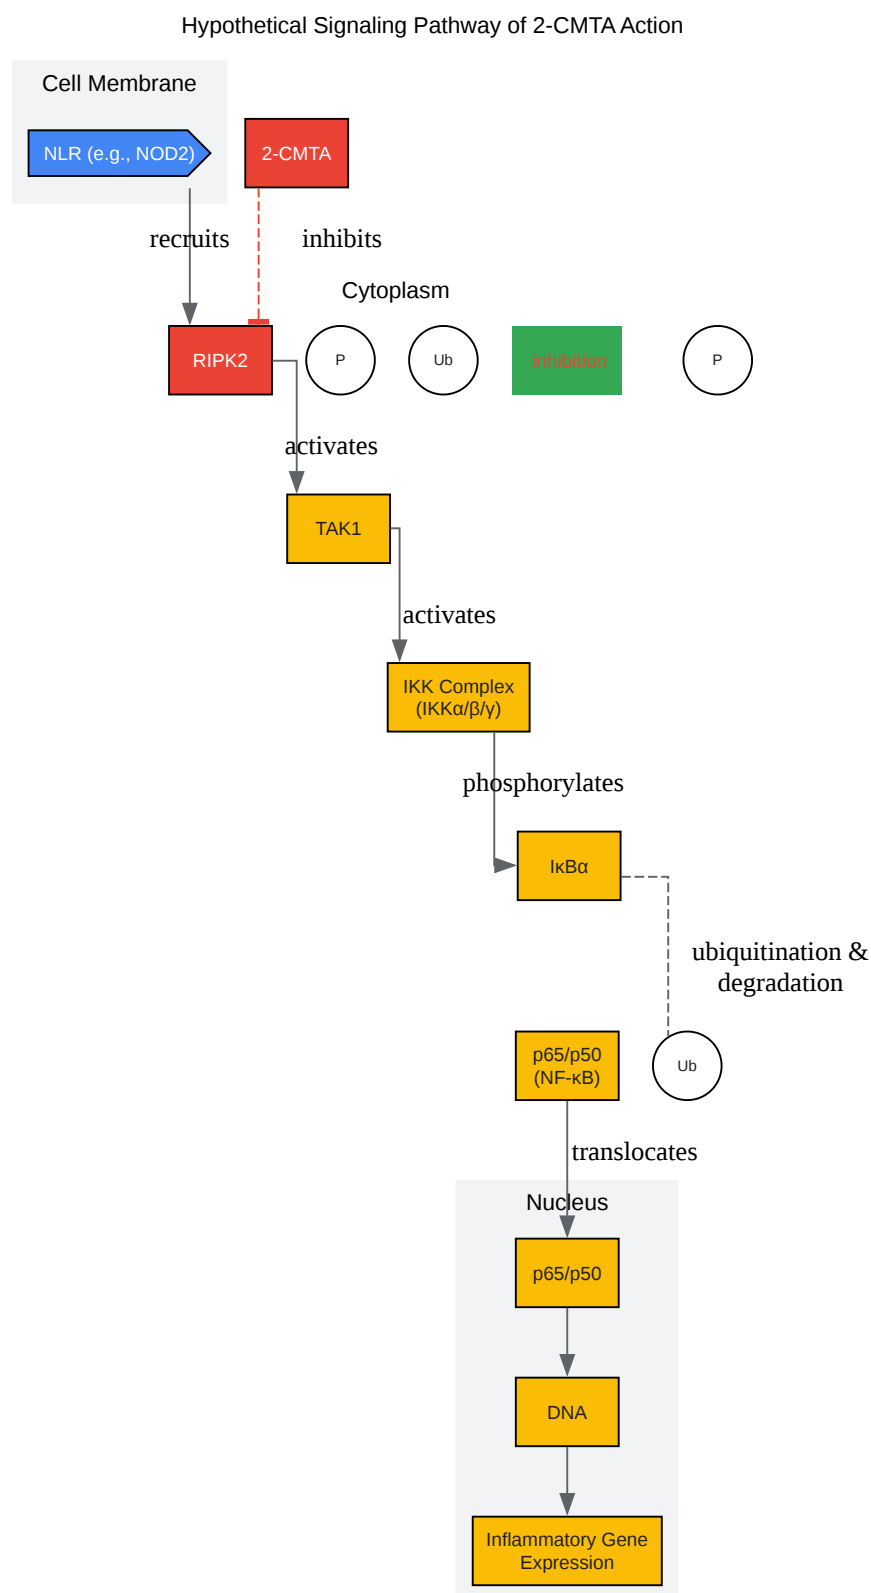 Hypothetical Signaling Pathway of 2-CMTA Action
Cell Membrane
NLR (e.g., NOD2)
2-CMTA
recruits
inhibits
Cytoplasm
RIPK2
P
Ub
inhibition
P
activates
TAK1
activates
IKK Complex
(IKKα/β/γ)
phosphorylates
IκBα
ubiquitination &
degradation
p65/p50
(NF-κB)
Ub
translocates
Nucleus
p65/p50
DNA
Inflammatory Gene
Expression